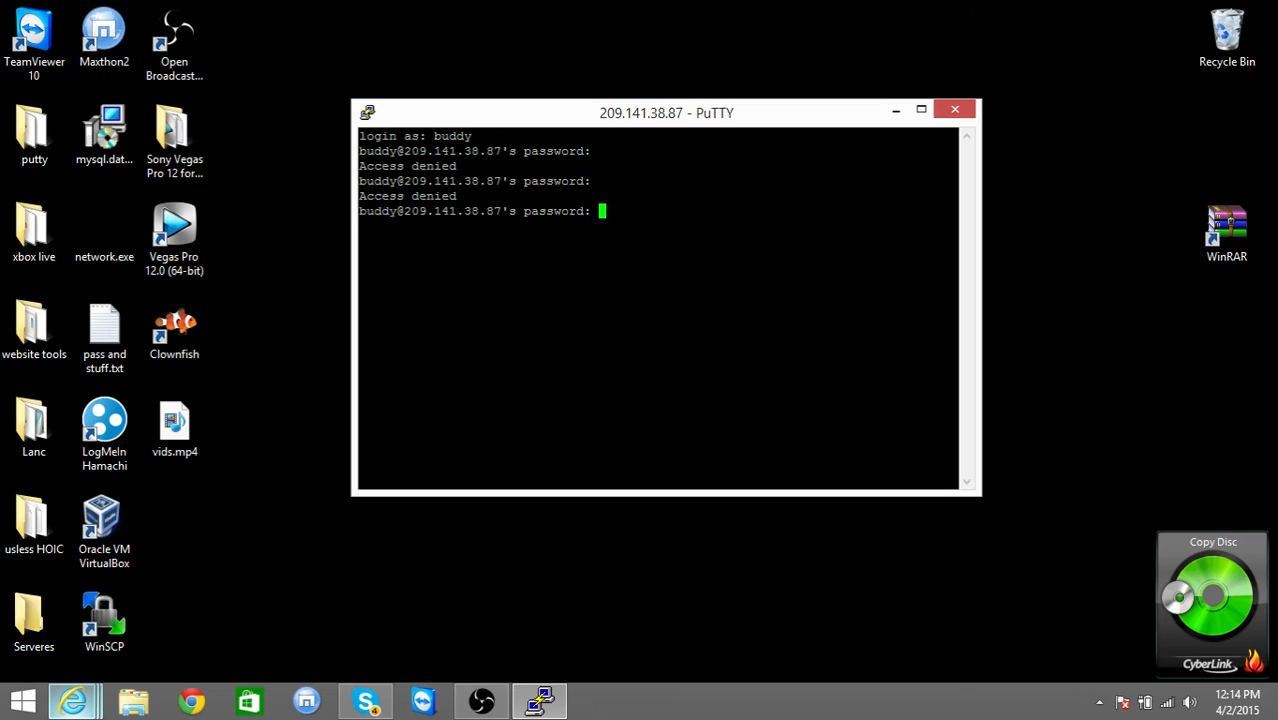 TeamViewer
10
Maxthon2
Open
Broadcast...
Recycle Bin
209.141.38.87 - PuTTY
login as: buddy
buddy@209.141.38.87's password:
Access denied
buddy@209.141.38.87's password:
Access denied
buddy@209.141.38.87's password:
putty
mysql.dat...
Sony Vegas
Pro 12 for...
xbox live
network.exe
Vegas Pro
12.0 (64-bit)
WinRAR
website tools
pass and
stuff.txt
Clownfish
Lanc
LogMeIn
Hamachi
vids.mp4
usless HOIC
Oracle VM
VirtualBox
Copy Disc
Serveres
WinSCP
CyberLink
4
12:14 PM
4/2/2015